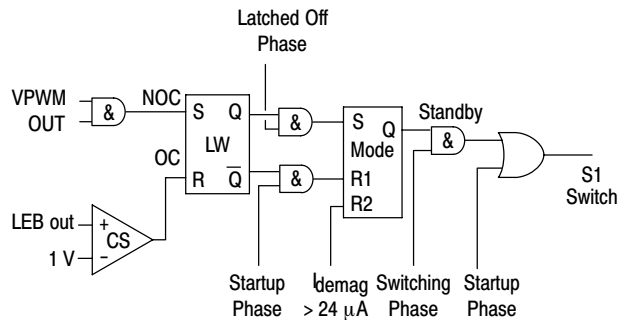 Latched Off
Phase
VPWM
OUT
&
NOC
S
Q
LW
OC
R
Q
&
&
S
Q
Mode
R1
R2
Standby
&
S1
Switch
LEB out
+
CS
1 V
−
Startup
Phase
Idemag
> 24 μA
Switching
Phase
Startup
Phase